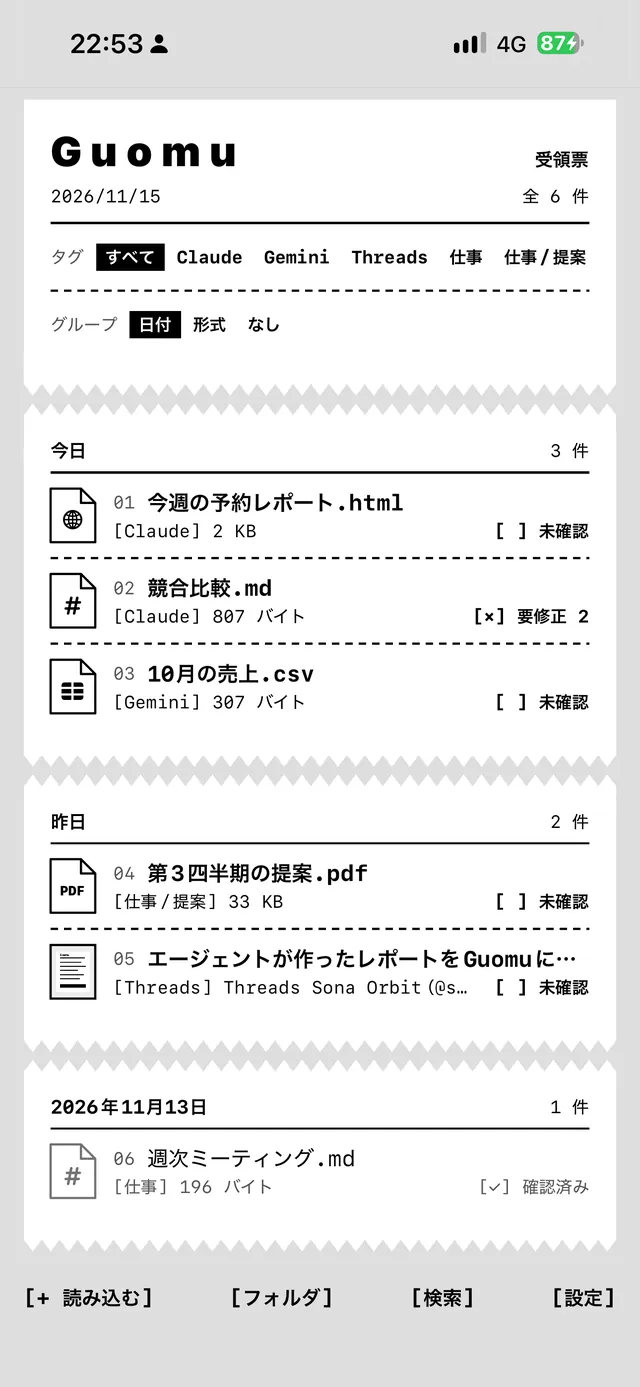 22:53
4G 87
Guomu
受領票
2026/11/15 全 6 件
タグ すべて Claude Gemini Threads 仕事 仕事/提案
グループ 日付 形式 なし
今日 3 件
01 今週の予約レポート.html
[Claude] 2 KB [ ] 未確認
#
02 競合比較.md
[Claude] 807 バイト [×] 要修正 2
03 10月の売上.csv
[Gemini] 307 バイト [ ] 未確認
昨日 2 件
PDF
04 第3四半期の提案.pdf
[仕事/提案] 33 KB [ ] 未確認
05 エージェントが作ったレポートをGuomuに…
[Threads] Threads Sona Orbit(@s… [ ] 未確認
2026年11月13日 1 件
#
06 週次ミーティング.md
[仕事] 196 バイト [✓] 確認済み
[+ 読み込む] [フォルダ] [検索] [設定]